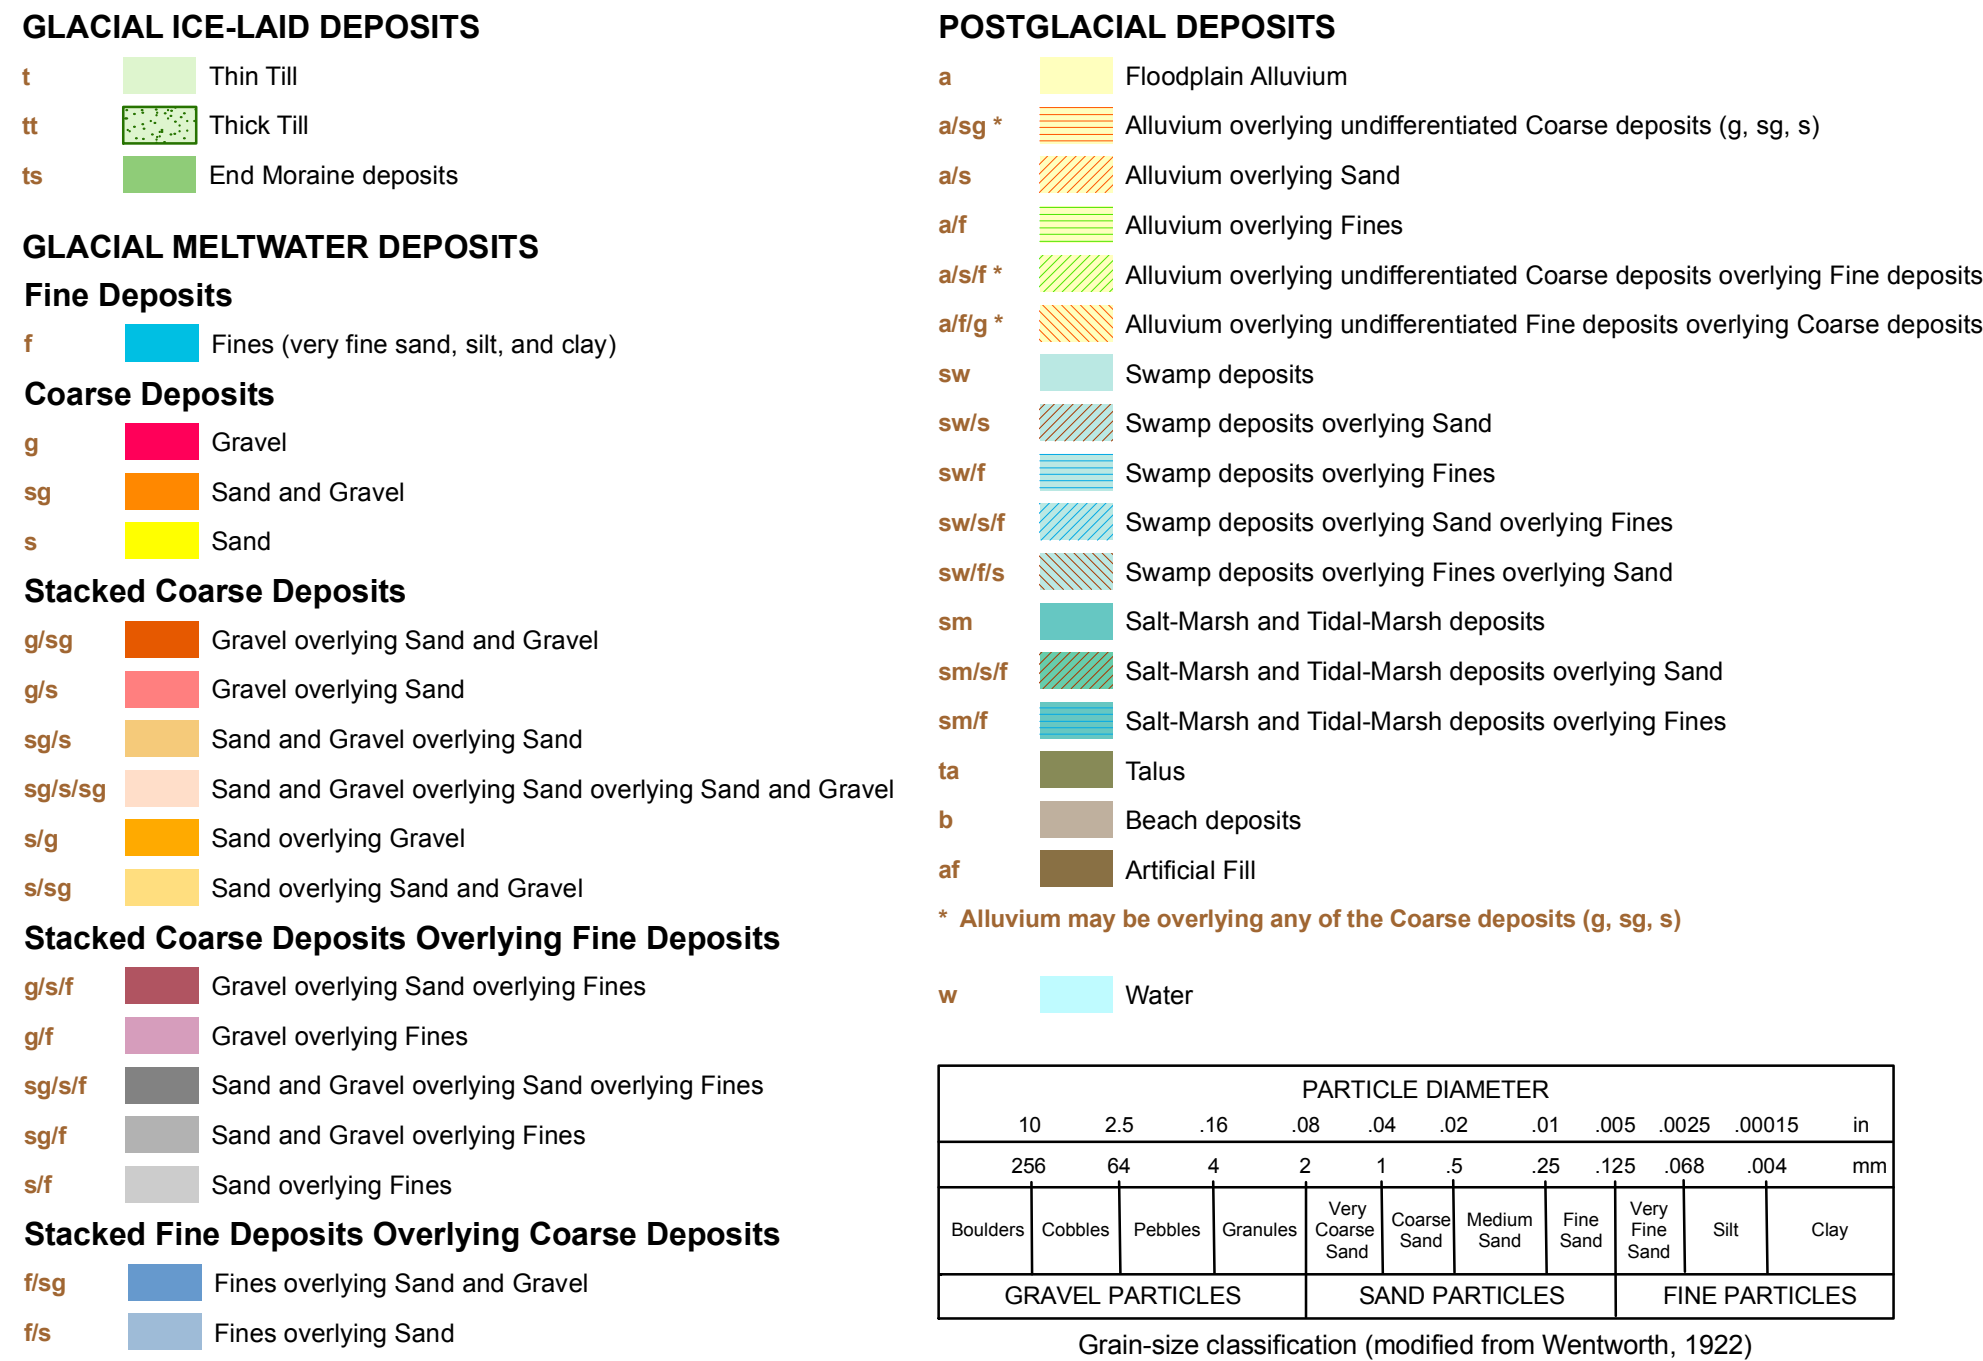 GLACIAL ICE-LAID DEPOSITS
t Thin Till
tt Thick Till
ts End Moraine deposits
GLACIAL MELTWATER DEPOSITS
Fine Deposits
f Fines (very fine sand, silt, and clay)
Coarse Deposits
g Gravel
sg Sand and Gravel
s Sand
Stacked Coarse Deposits
g/sg Gravel overlying Sand and Gravel
g/s Gravel overlying Sand
sg/s Sand and Gravel overlying Sand
sg/s/sg Sand and Gravel overlying Sand overlying Sand and Gravel
s/g Sand overlying Gravel
s/sg Sand overlying Sand and Gravel
Stacked Coarse Deposits Overlying Fine Deposits
g/s/f Gravel overlying Sand overlying Fines
g/f Gravel overlying Fines
sg/s/f Sand and Gravel overlying Sand overlying Fines
sg/f Sand and Gravel overlying Fines
s/f Sand overlying Fines
Stacked Fine Deposits Overlying Coarse Deposits
f/sg Fines overlying Sand and Gravel
f/s Fines overlying Sand
POSTGLACIAL DEPOSITS
a Floodplain Alluvium
a/sg * Alluvium overlying undifferentiated Coarse deposits (g, sg, s)
a/s Alluvium overlying Sand
a/f Alluvium overlying Fines
a/s/f * Alluvium overlying undifferentiated Coarse deposits overlying Fine deposits
a/f/g * Alluvium overlying undifferentiated Fine deposits overlying Coarse deposits
sw Swamp deposits
sw/s Swamp deposits overlying Sand
sw/f Swamp deposits overlying Fines
sw/s/f Swamp deposits overlying Sand overlying Fines
sw/f/s Swamp deposits overlying Fines overlying Sand
sm Salt-Marsh and Tidal-Marsh deposits
sm/s/f Salt-Marsh and Tidal-Marsh deposits overlying Sand
sm/f Salt-Marsh and Tidal-Marsh deposits overlying Fines
ta Talus
b Beach deposits
af Artificial Fill
* Alluvium may be overlying any of the Coarse deposits (g, sg, s)
w Water
PARTICLE DIAMETER
10 2.5 .16 .08 .04 .02 .01 .005 .0025 .00015 in
256 64 4 2 1 .5 .25 .125 .068 .004 mm
Boulders Cobbles Pebbles Granules Very Coarse Sand Coarse Sand Medium Sand Fine Sand Very Fine Sand Silt Clay
GRAVEL PARTICLES SAND PARTICLES FINE PARTICLES
Grain-size classification (modified from Wentworth, 1922)